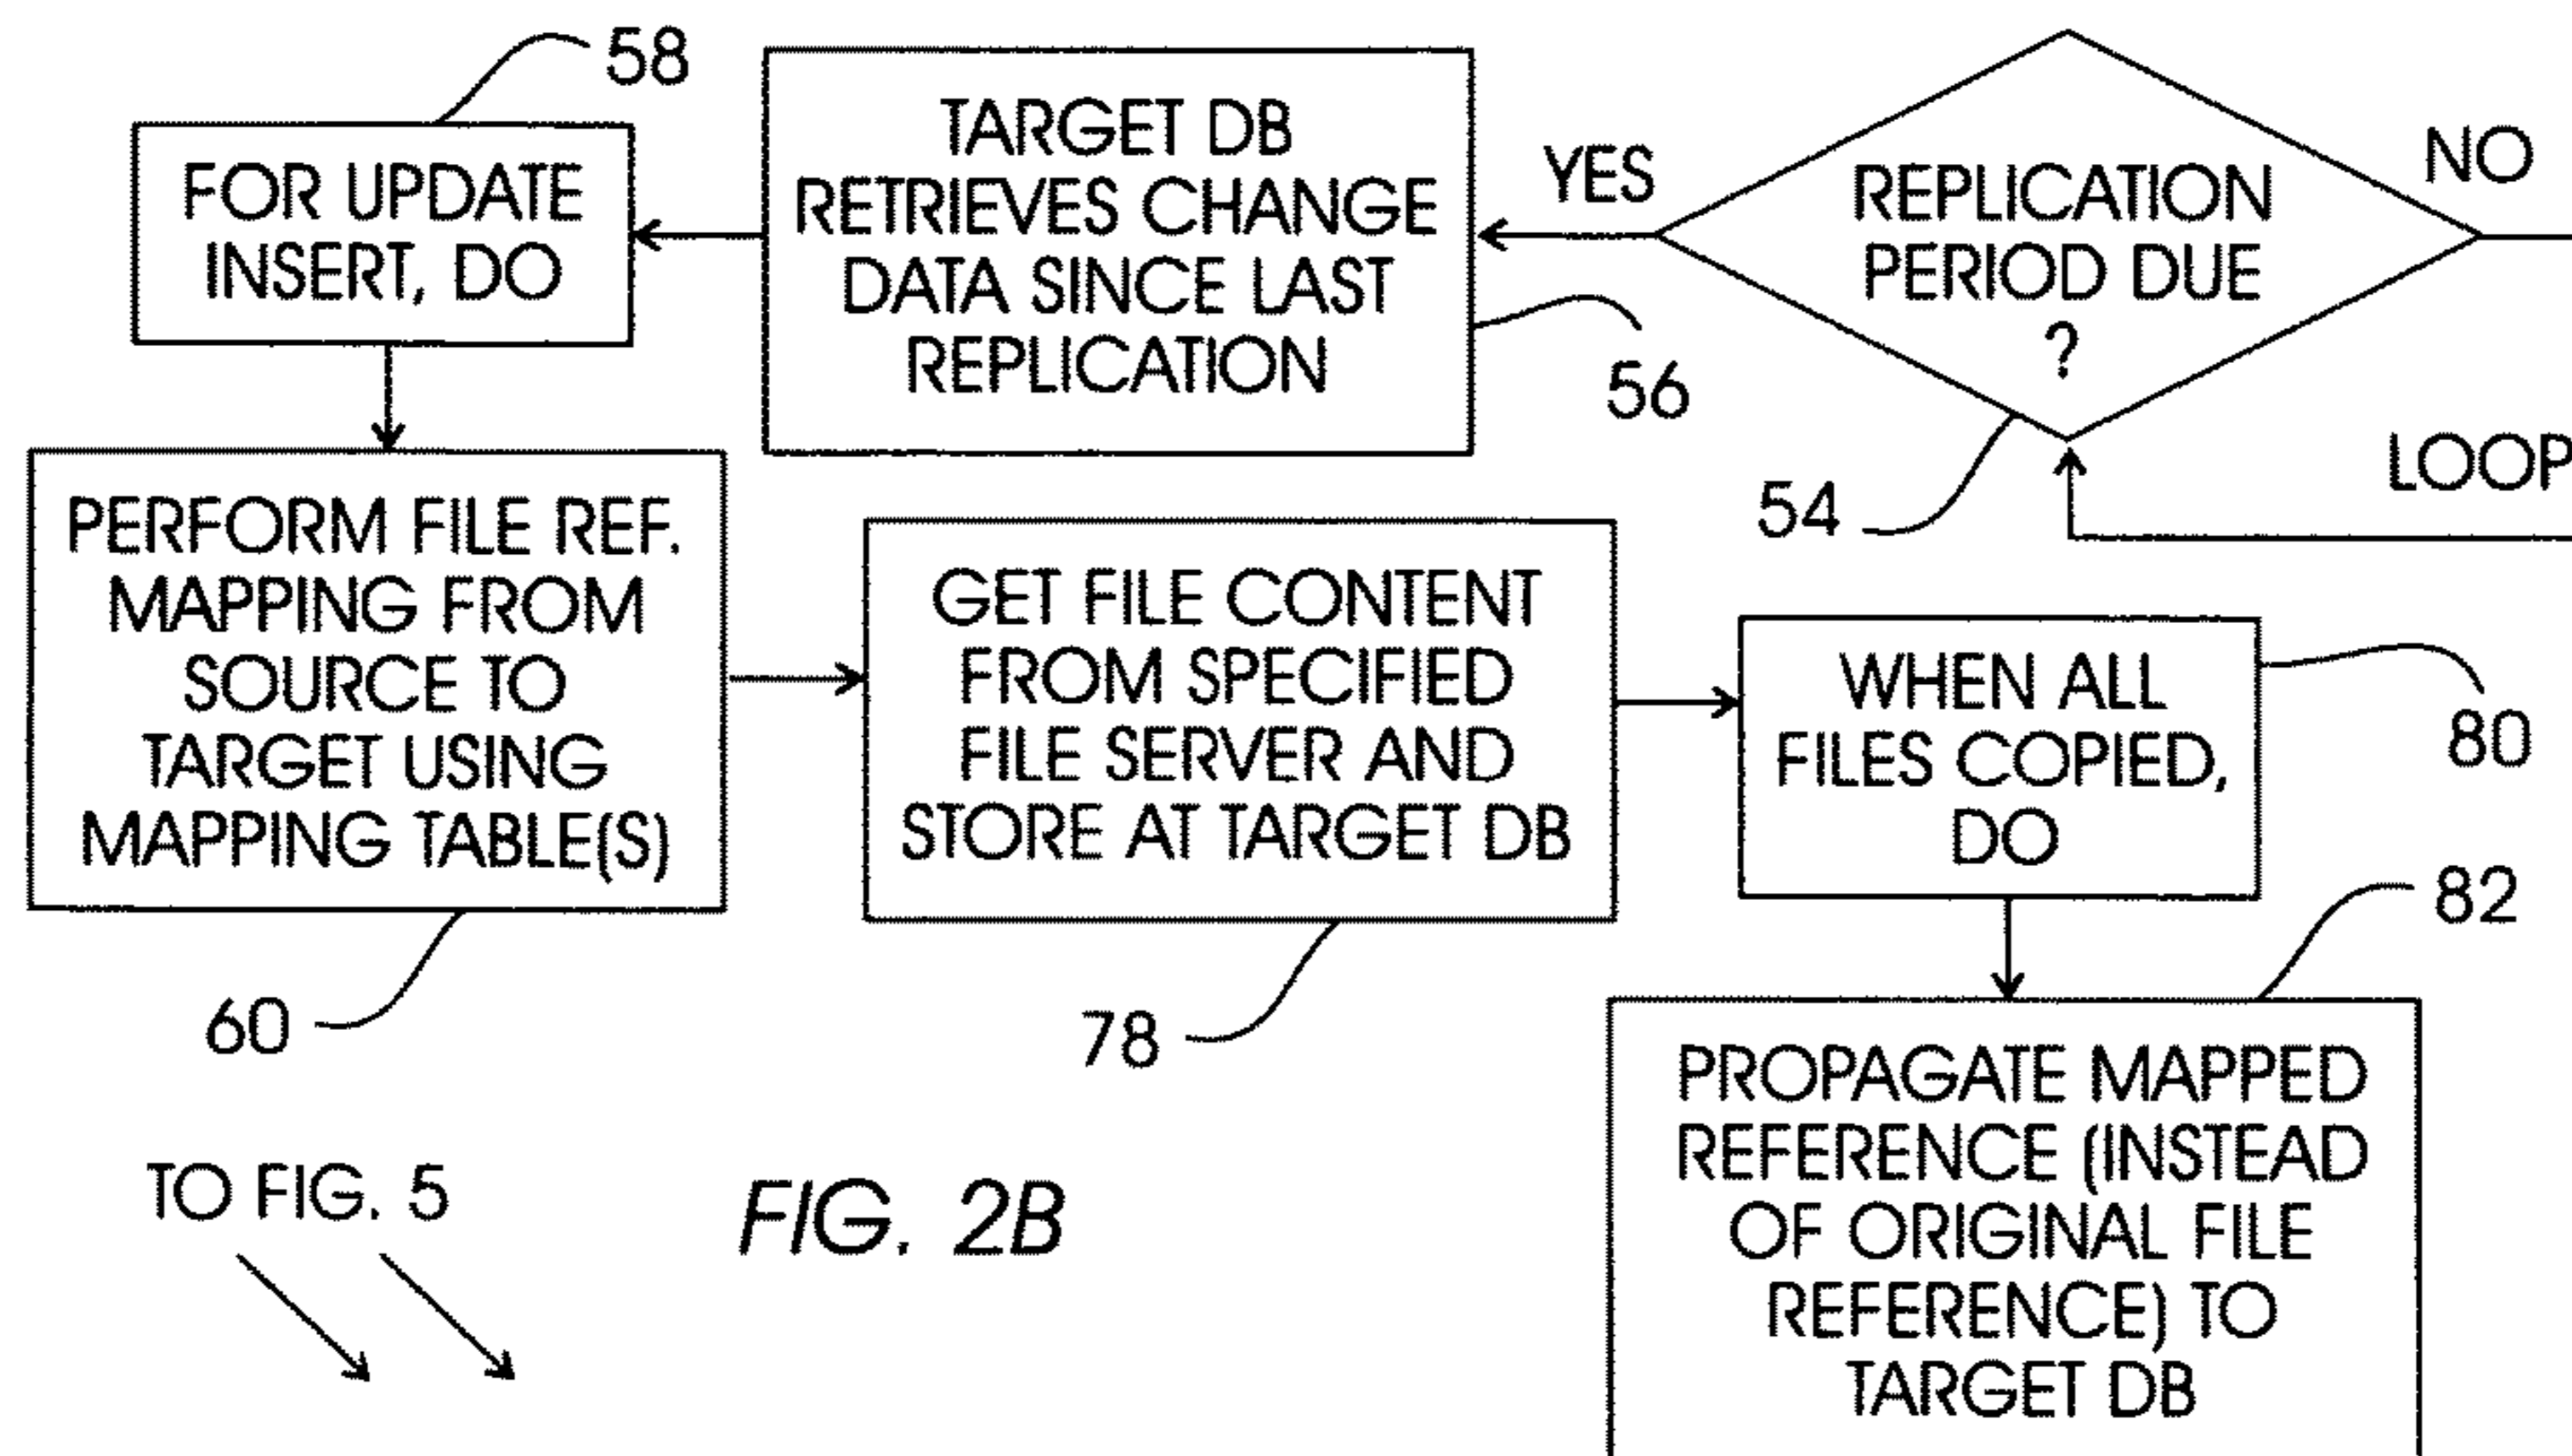 58
FOR UPDATE
INSERT, DO
TARGET DB
RETRIEVES CHANGE
DATA SINCE LAST
REPLICATION
56
YES
REPLICATION
PERIOD DUE
?
NO
54
LOOP
PERFORM FILE REF.
MAPPING FROM
SOURCE TO
TARGET USING
MAPPING TABLE(S)
60
GET FILE CONTENT
FROM SPECIFIED
FILE SERVER AND
STORE AT TARGET DB
78
WHEN ALL
FILES COPIED,
DO
80
82
PROPAGATE MAPPED
REFERENCE (INSTEAD
OF ORIGINAL FILE
REFERENCE) TO
TARGET DB
TO FIG. 5
FIG. 2B